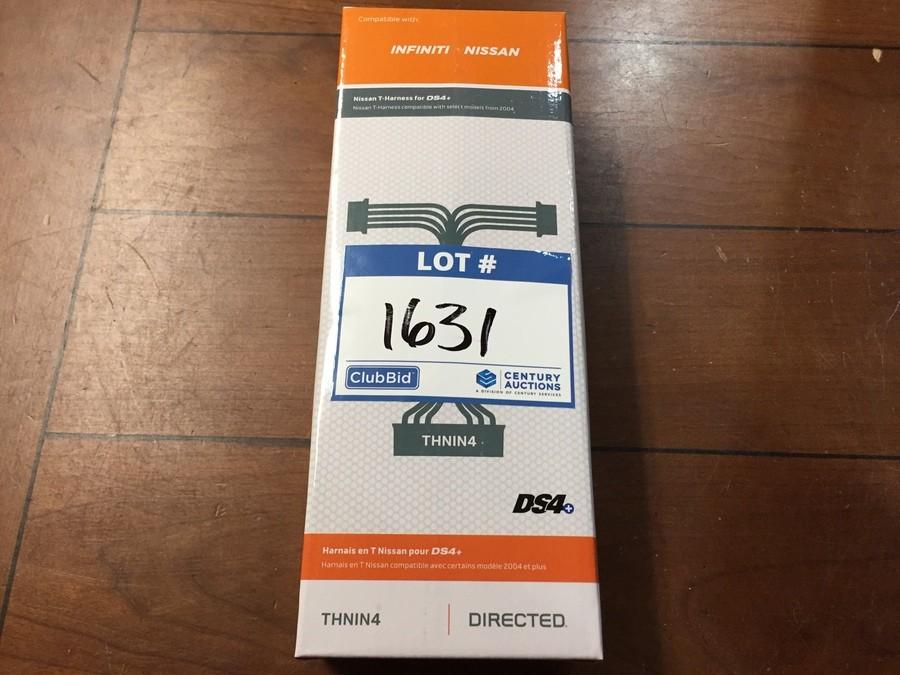 Compatible with:
INFINITI · NISSAN
Nissan T-Harness for DS4+
Nissan T-Harness compatible with select models from 2004
LOT #
1631
ClubBid
CENTURY
AUCTIONS
A DIVISION OF CENTURY SERVICES
THNIN4
DS4+
Harnais en T Nissan pour DS4+
Harnais en T Nissan compatible avec certains modèle 2004 et plus
THNIN4 | DIRECTED.